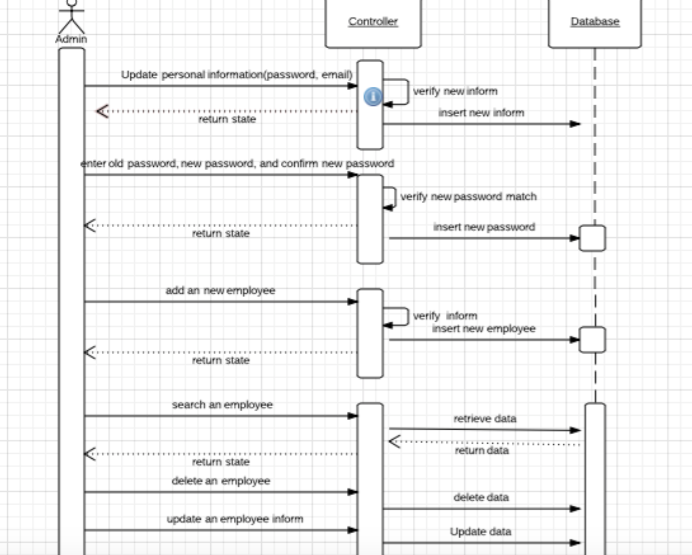 Admin
Controller
Database
Update personal information(password, email)
verify new inform
insert new inform
return state
enter old password, new password, and confirm new password
verify new password match
insert new password
return state
add an new employee
verify inform
insert new employee
return state
search an employee
retrieve data
return data
return state
delete an employee
delete data
update an employee inform
Update data